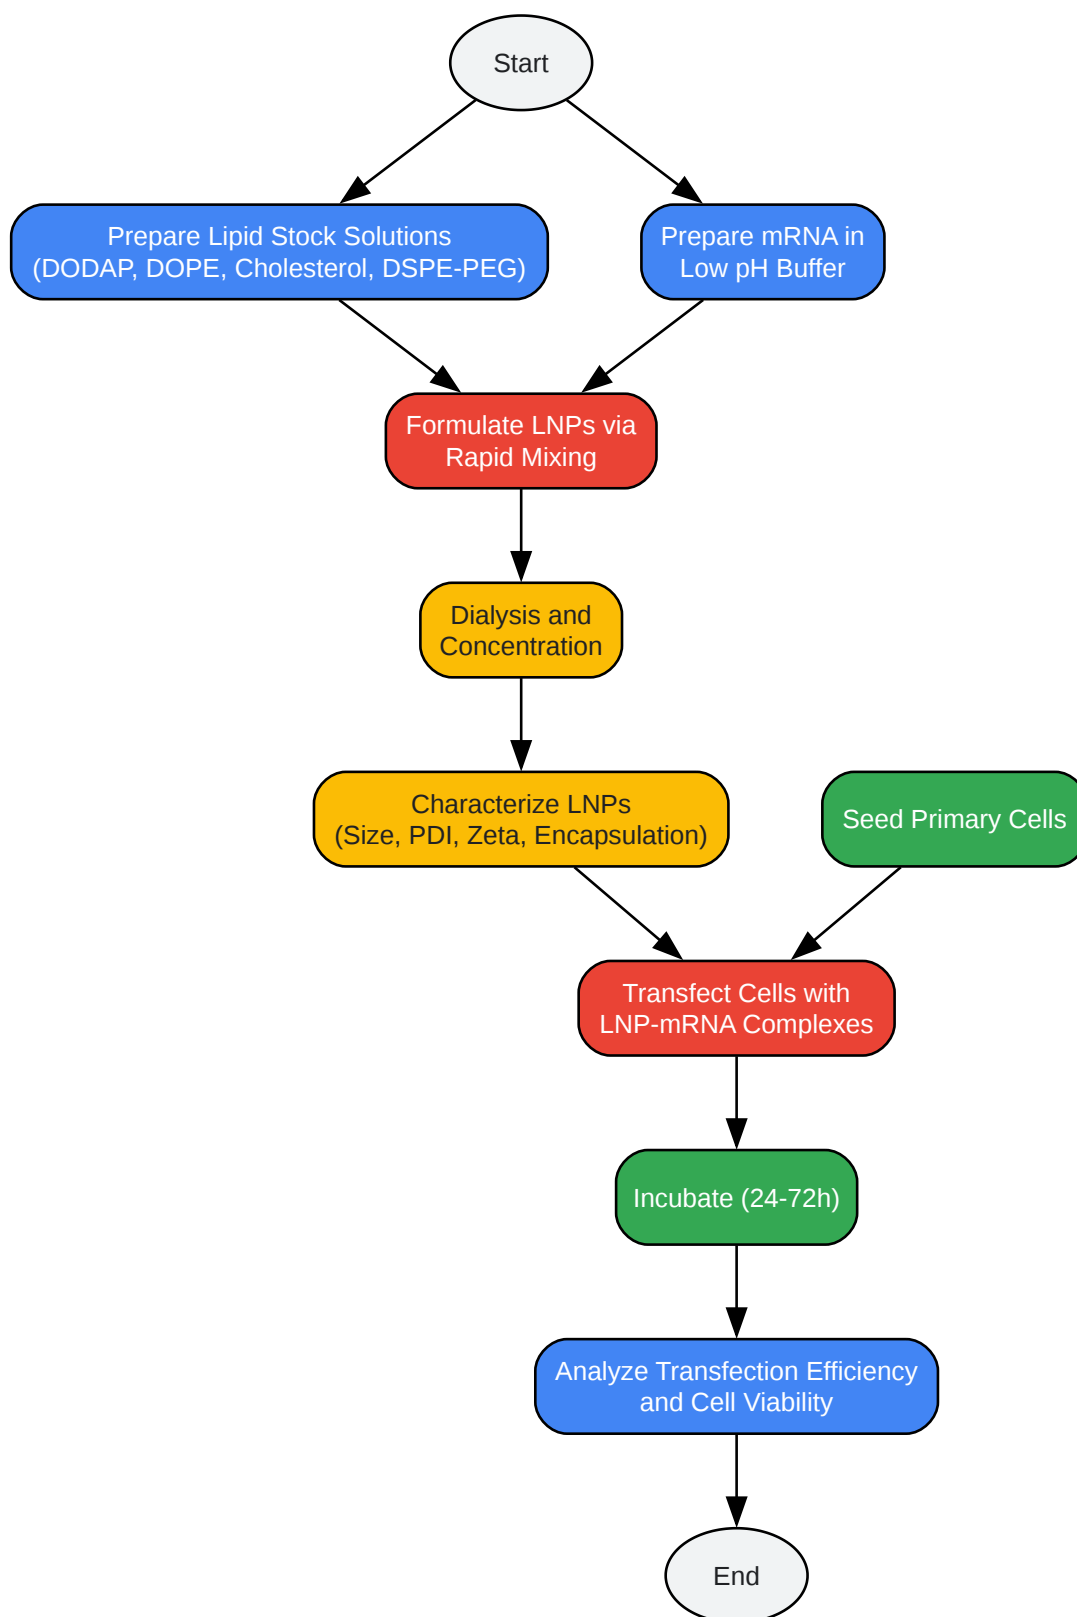 Start
Prepare Lipid Stock Solutions
(DODAP, DOPE, Cholesterol, DSPE-PEG)
Prepare mRNA in
Low pH Buffer
Formulate LNPs via
Rapid Mixing
Dialysis and
Concentration
Characterize LNPs
(Size, PDI, Zeta, Encapsulation)
Seed Primary Cells
Transfect Cells with
LNP-mRNA Complexes
Incubate (24-72h)
Analyze Transfection Efficiency
and Cell Viability
End